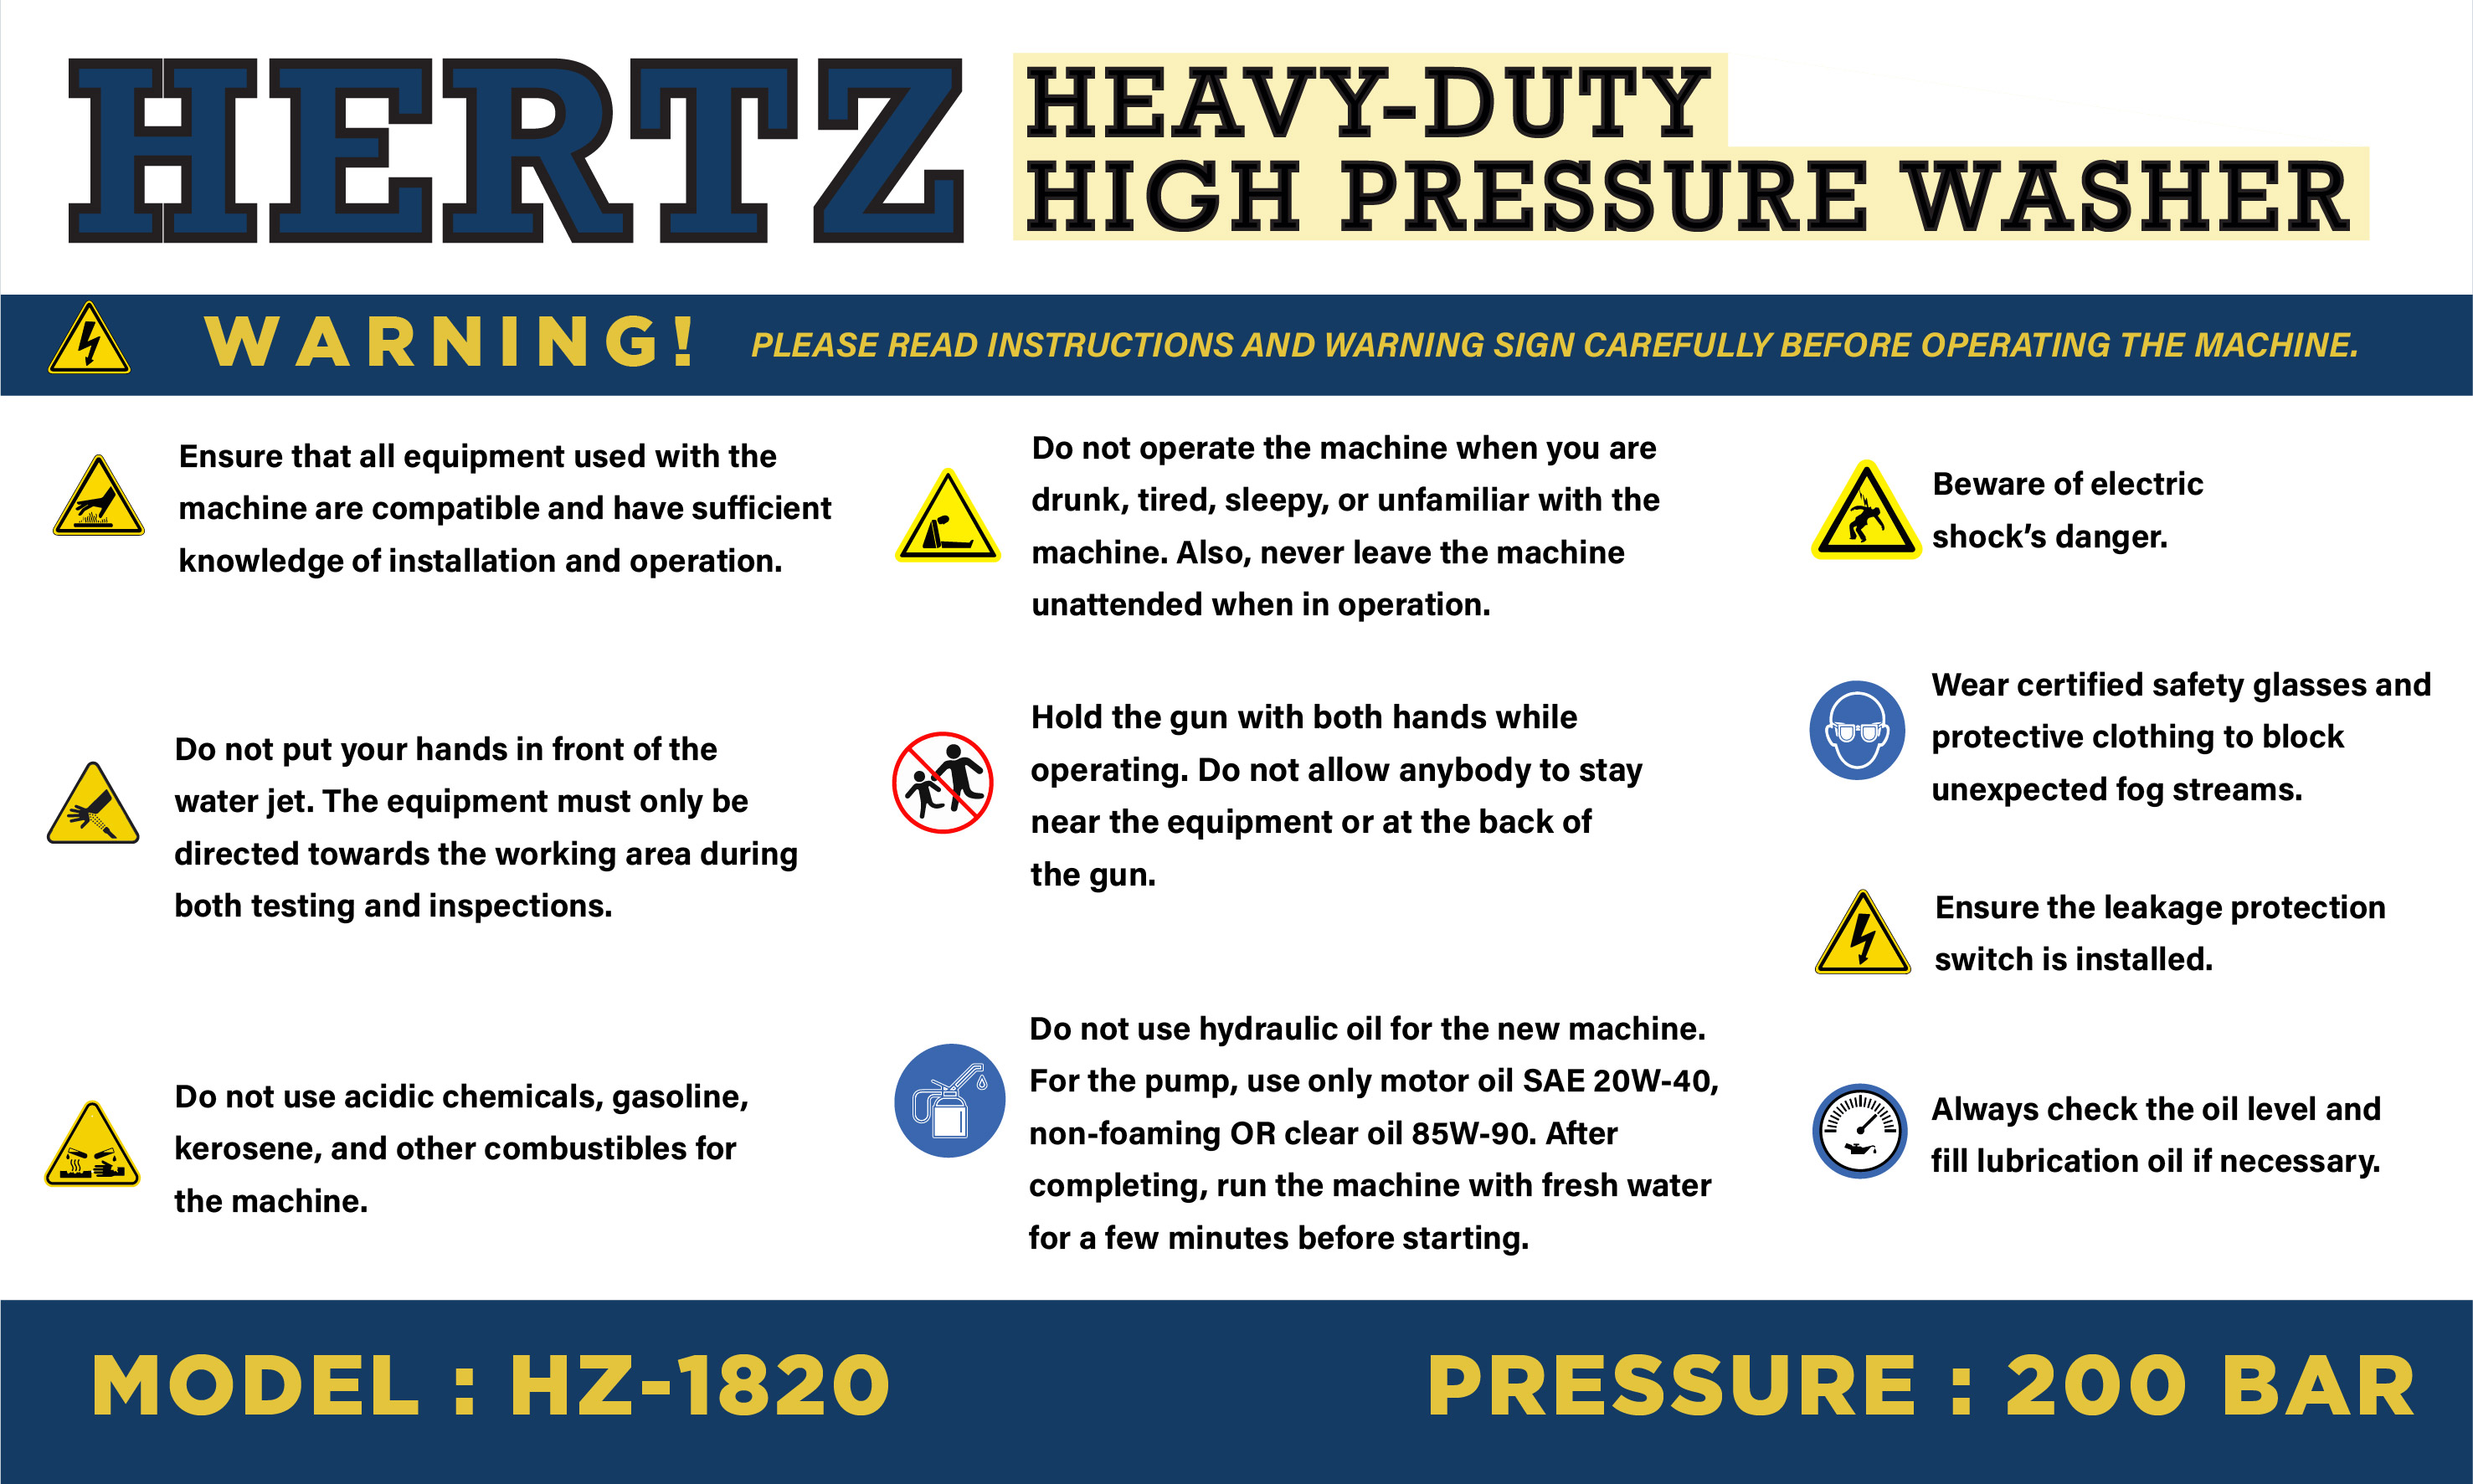 HERTZ
HEAVY-DUTY
HIGH PRESSURE WASHER
WARNING!
PLEASE READ INSTRUCTIONS AND WARNING SIGN CAREFULLY BEFORE OPERATING THE MACHINE.
Ensure that all equipment used with the
machine are compatible and have sufficient
knowledge of installation and operation.
Do not put your hands in front of the
water jet. The equipment must only be
directed towards the working area during
both testing and inspections.
Do not use acidic chemicals, gasoline,
kerosene, and other combustibles for
the machine.
Do not operate the machine when you are
drunk, tired, sleepy, or unfamiliar with the
machine. Also, never leave the machine
unattended when in operation.
Hold the gun with both hands while
operating. Do not allow anybody to stay
near the equipment or at the back of
the gun.
Do not use hydraulic oil for the new machine.
For the pump, use only motor oil SAE 20W-40,
non-foaming OR clear oil 85W-90. After
completing, run the machine with fresh water
for a few minutes before starting.
Beware of electric
shock’s danger.
Wear certified safety glasses and
protective clothing to block
unexpected fog streams.
Ensure the leakage protection
switch is installed.
Always check the oil level and
fill lubrication oil if necessary.
MODEL : HZ-1820
PRESSURE : 200 BAR